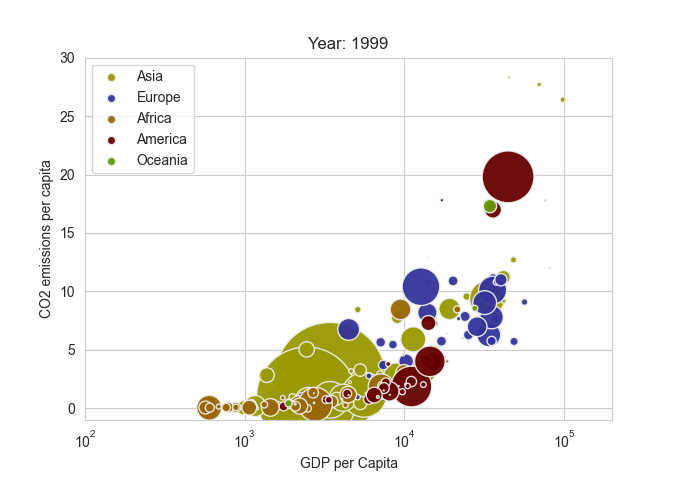 Year: 1999
CO2 emissions per capita
30
25
20
15
10
5
0
Asia
Europe
Africa
America
Oceania
10²
10³
10⁴
10⁵
GDP per Capita